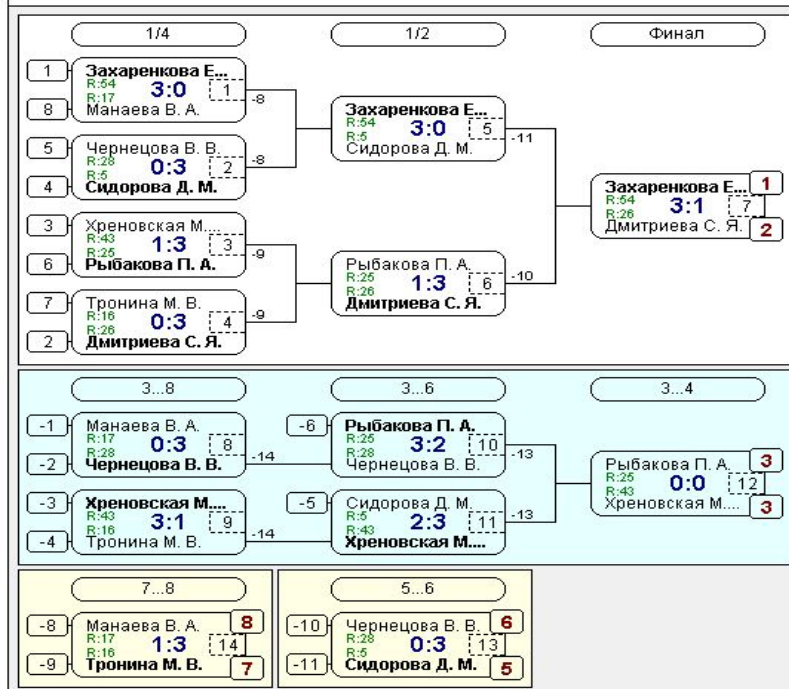 1/4
1/2
Финал
1
Захаренкова Е...
R:54
3:0
1
R:17
8
Манаева В. А.
-8
5
Чернецова В. В.
R:28
0:3
2
R:5
4
Сидорова Д. М.
-8
3
Хреновская М....
R:43
1:3
3
R:25
6
Рыбакова П. А.
-9
7
Тронина М. В.
R:16
0:3
4
R:26
2
Дмитриева С. Я.
-9
Захаренкова Е...
R:54
3:0
5
R:5
Сидорова Д. М.
-11
Рыбакова П. А.
R:25
1:3
6
R:26
Дмитриева С. Я.
-10
Захаренкова Е...
1
R:54
3:1
7
R:26
Дмитриева С. Я.
2
3...8
3...6
3...4
-1
Манаева В. А.
R:17
0:3
8
R:28
-2
Чернецова В. В.
-14
-3
Хреновская М....
R:43
3:1
9
R:16
-4
Тронина М. В.
-14
-6
Рыбакова П. А.
R:25
3:2
10
R:28
Чернецова В. В.
-13
-5
Сидорова Д. М.
R:5
2:3
11
R:43
Хреновская М....
-13
Рыбакова П. А.
3
R:25
0:0
12
R:43
Хреновская М....
3
7...8
5...6
-8
Манаева В. А.
8
R:17
1:3
14
R:16
-9
Тронина М. В.
7
-10
Чернецова В. В.
6
R:28
0:3
13
R:5
-11
Сидорова Д. М.
5